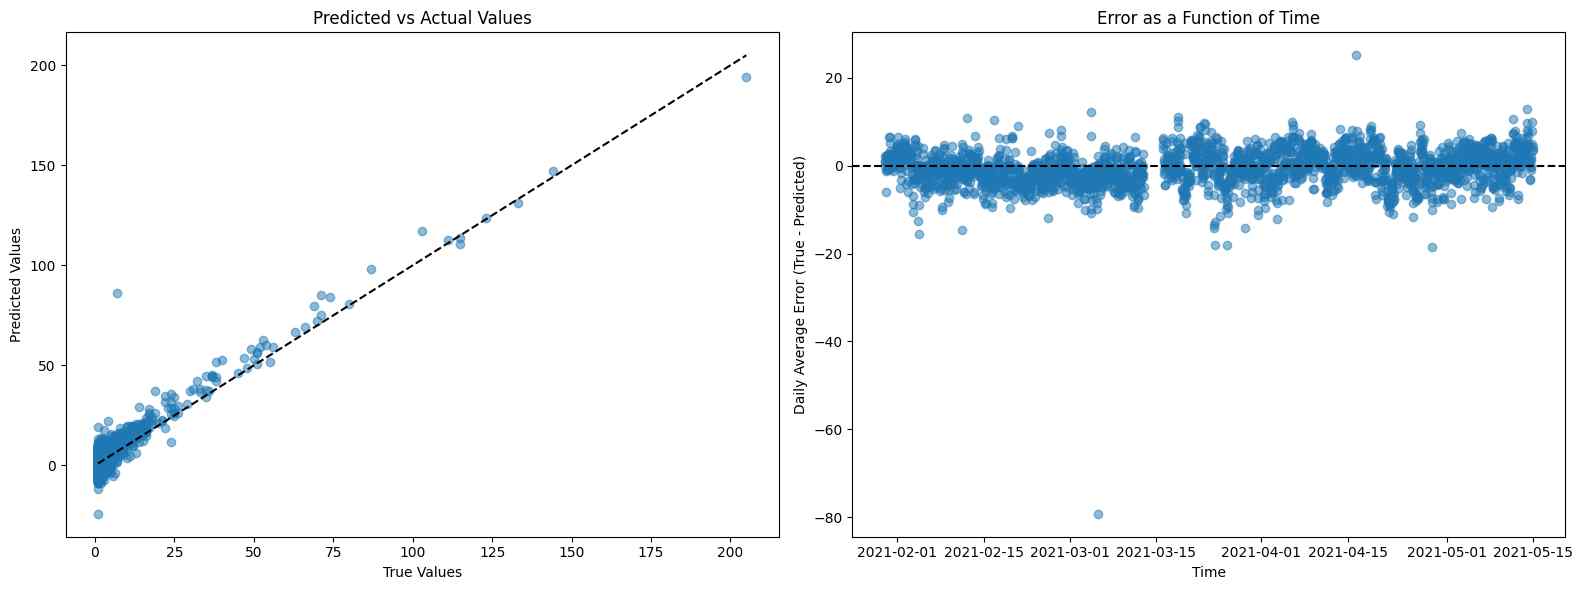 Predicted vs Actual Values
Predicted Values
200
150
100
50
0
0 25 50 75 100 125 150 175 200
True Values
Error as a Function of Time
Daily Average Error (True - Predicted)
20
0
−20
−40
−60
−80
2021-02-01 2021-02-15 2021-03-01 2021-03-15 2021-04-01 2021-04-15 2021-05-01 2021-05-15
Time